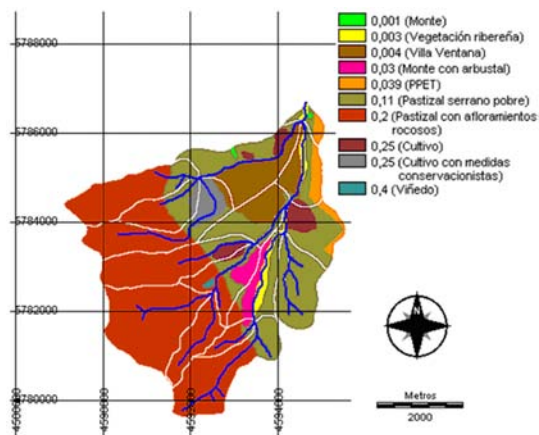 5788000
5786000
5784000
5782000
5780000
4594000
0,001 (Monte)
0,003 (Vegetación ribereña)
0,004 (Villa Ventana)
0,03 (Monte con arbustal)
0,039 (PPET)
0,11 (Pastizal serrano pobre)
0,2 (Pastizal con afloramientos
rocosos)
0,25 (Cultivo)
0,25 (Cultivo con medidas
conservacionistas)
0,4 (Viñedo)
N
Metros
2000